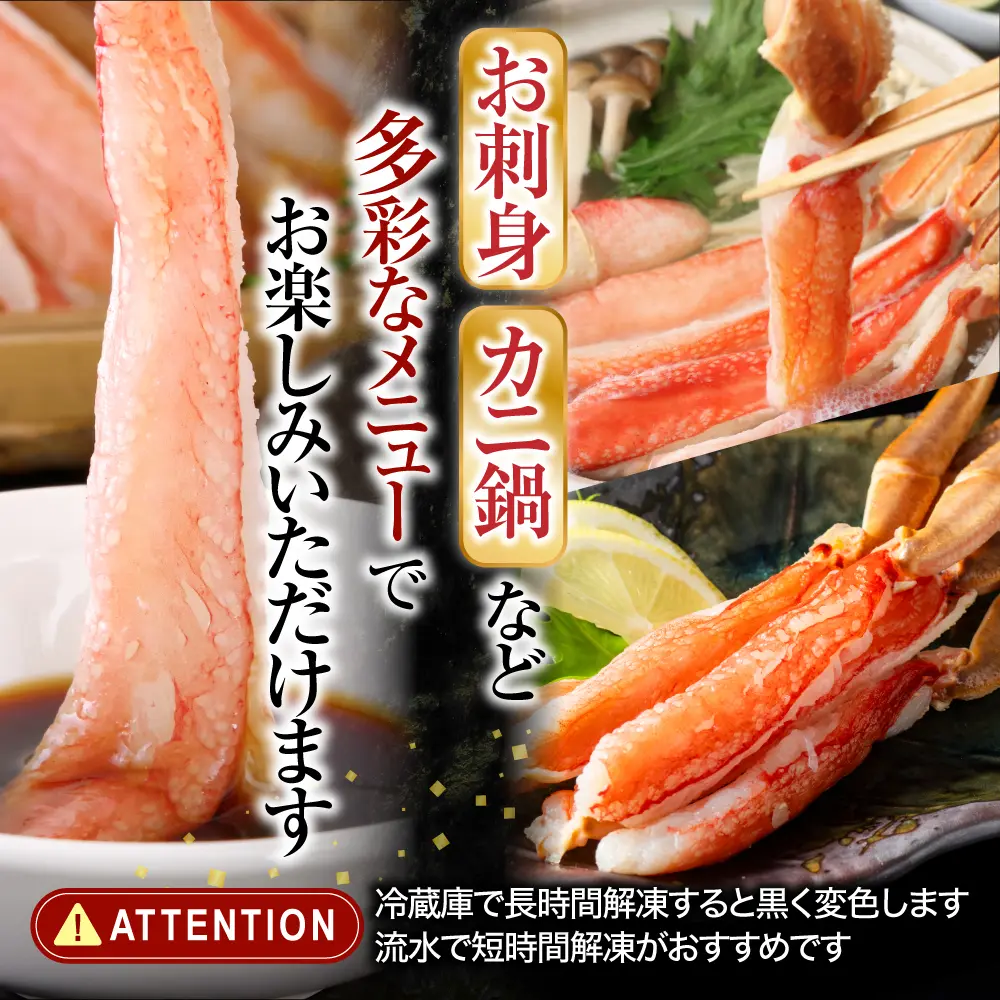 お刺身
カニ鍋
など
多彩なメニューで
お楽しみいただけます
ATTENTION
冷蔵庫で長時間解凍すると黒く変色します
流水で短時間解凍がおすすめです